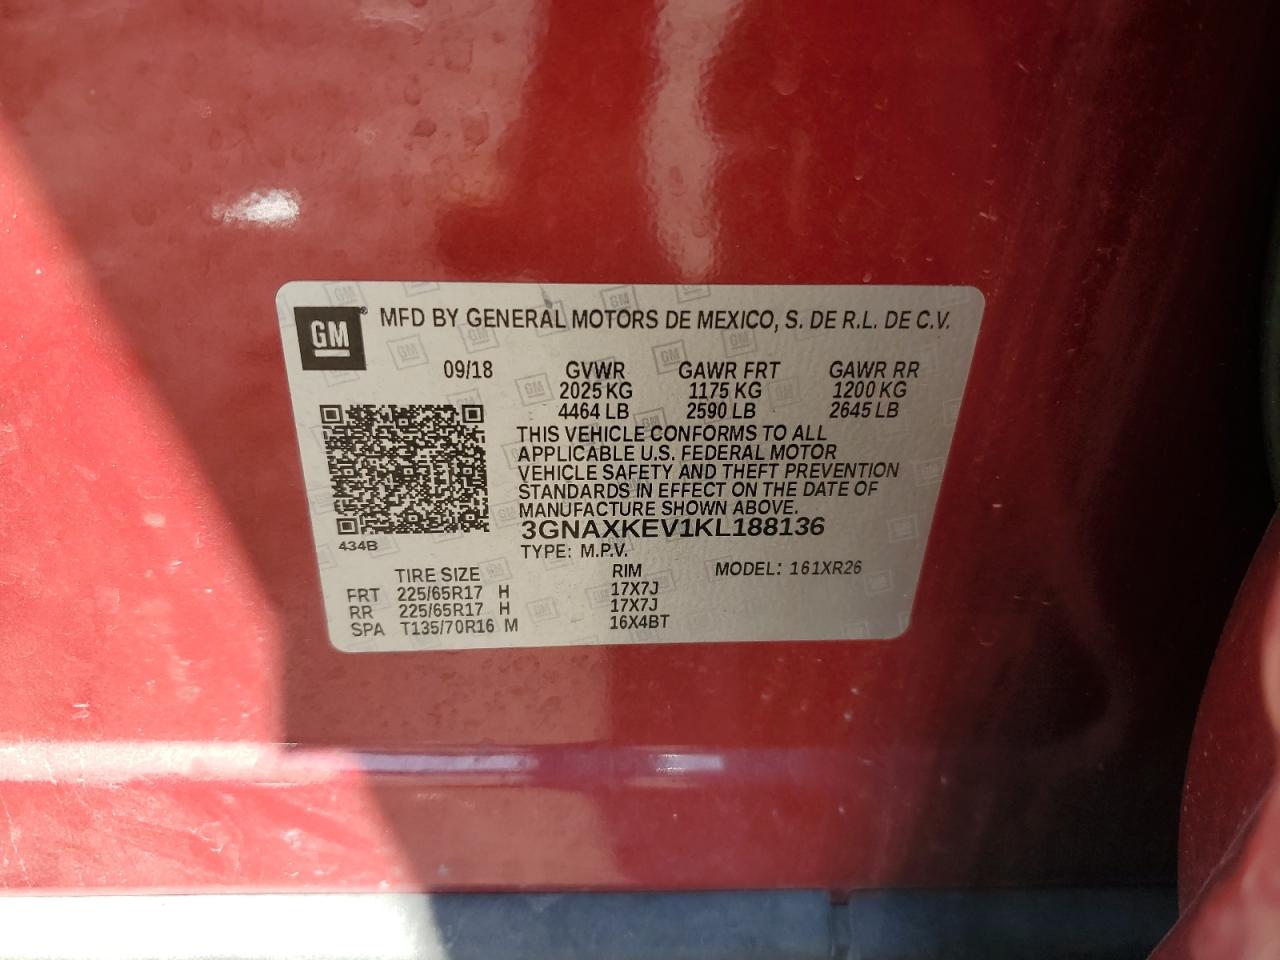 GM
MFD BY GENERAL MOTORS DE MEXICO, S. DE R.L. DE C.V.
09/18 GVWR GAWR FRT GAWR RR
2025 KG 1175 KG 1200 KG
4464 LB 2590 LB 2645 LB
THIS VEHICLE CONFORMS TO ALL
APPLICABLE U.S. FEDERAL MOTOR
VEHICLE SAFETY AND THEFT PREVENTION
STANDARDS IN EFFECT ON THE DATE OF
MANUFACTURE SHOWN ABOVE.
3GNAXKEV1KL188136
434B
TYPE: M.P.V.
TIRE SIZE RIM MODEL: 161XR26
FRT 225/65R17 H 17X7J
RR 225/65R17 H 17X7J
SPA T135/70R16 M 16X4BT